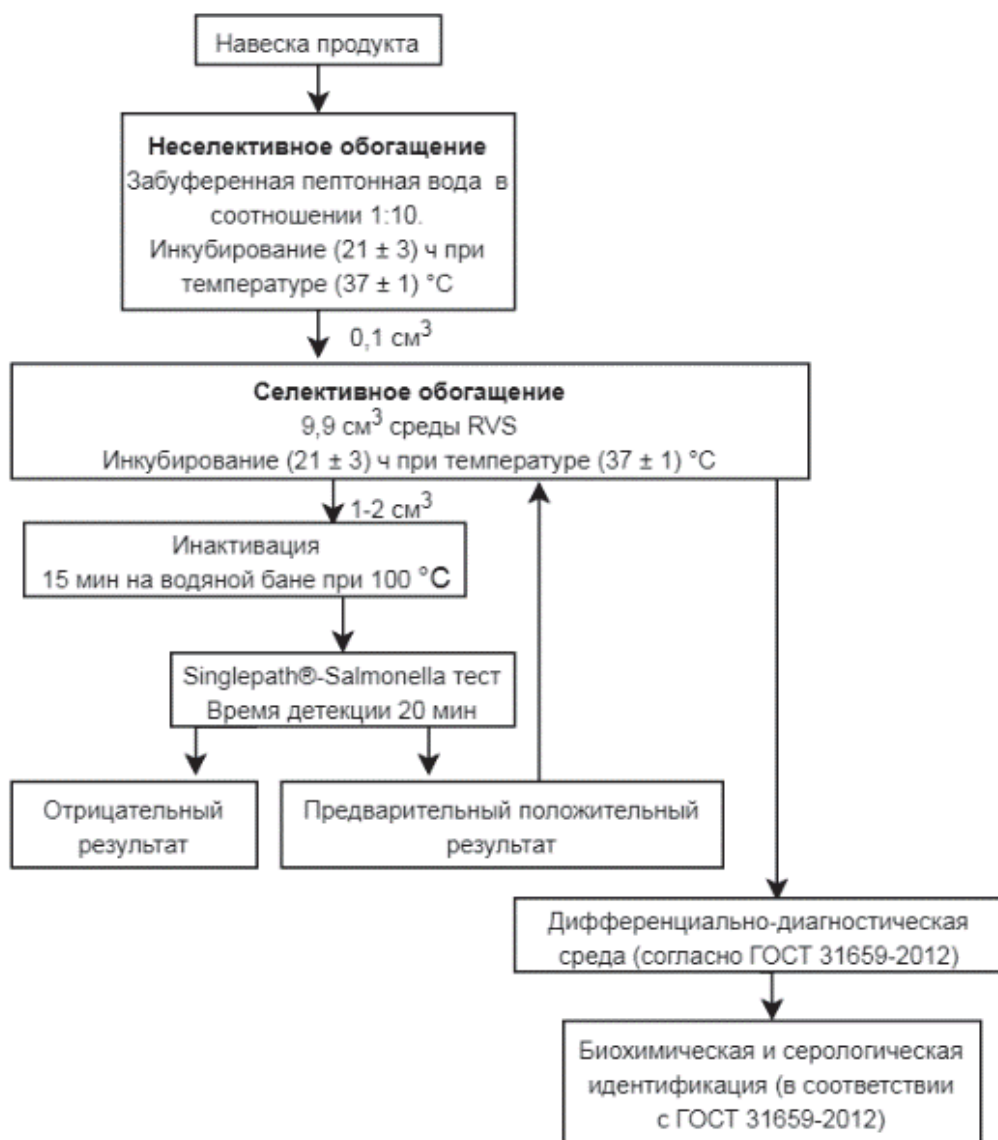 Навеска продукта
Неселективное обогащение
Забуференная пептонная вода в
соотношении 1:10.
Инкубирование (21 ± 3) ч при
температуре (37 ± 1) °C
0,1 см³
Селективное обогащение
9,9 см³ среды RVS
Инкубирование (21 ± 3) ч при температуре (37 ± 1) °C
1-2 см³
Инактивация
15 мин на водяной бане при 100 °C
Singlepath®-Salmonella тест
Время детекции 20 мин
Отрицательный
результат
Предварительный положительный
результат
Дифференциально-диагностическая
среда (согласно ГОСТ 31659-2012)
Биохимическая и серологическая
идентификация (в соответствии
с ГОСТ 31659-2012)